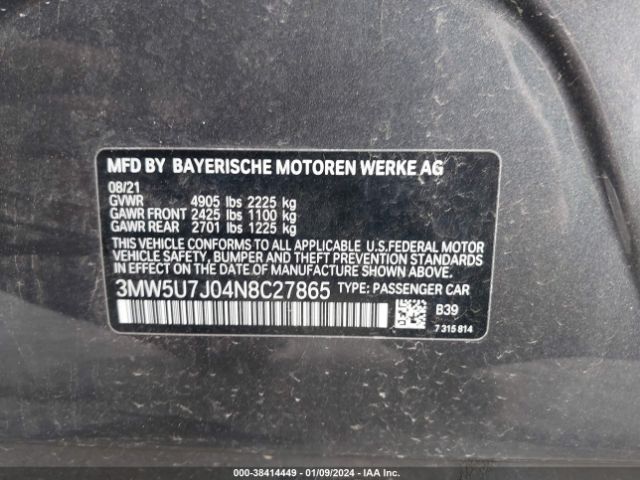 MFD BY BAYERISCHE MOTOREN WERKE AG
08/21
GVWR 4905 lbs 2225 kg
GAWR FRONT 2425 lbs 1100 kg
GAWR REAR 2701 lbs 1225 kg
THIS VEHICLE CONFORMS TO ALL APPLICABLE U.S.FEDERAL MOTOR
VEHICLE SAFETY, BUMPER, AND THEFT PREVENTION STANDARDS
IN EFFECT ON THE DATE OF MANUFACTURE SHOWN ABOVE.
3MW5U7J04N8C27865 TYPE: PASSENGER CAR
B39
7 315 814
000-38414449 - 01/09/2024 - IAAI.COM